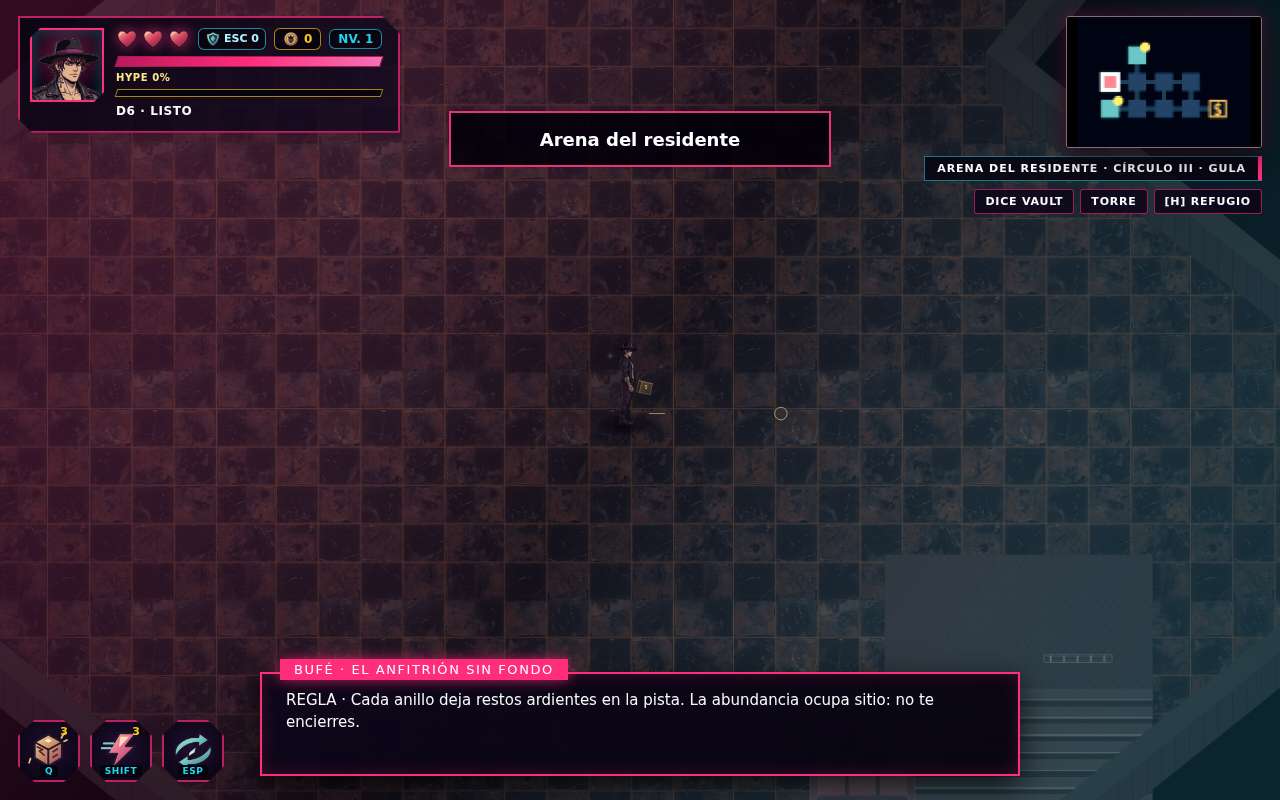 ESC 0
0
NV. 1
HYPE 0%
D6 · LISTO
Arena del residente
$
ARENA DEL RESIDENTE · CÍRCULO III · GULA
DICE VAULT
TORRE
[H] REFUGIO
BUFÉ · EL ANFITRIÓN SIN FONDO
REGLA · Cada anillo deja restos ardientes en la pista. La abundancia ocupa sitio: no te
encierres.
3
Q
3
SHIFT
ESP